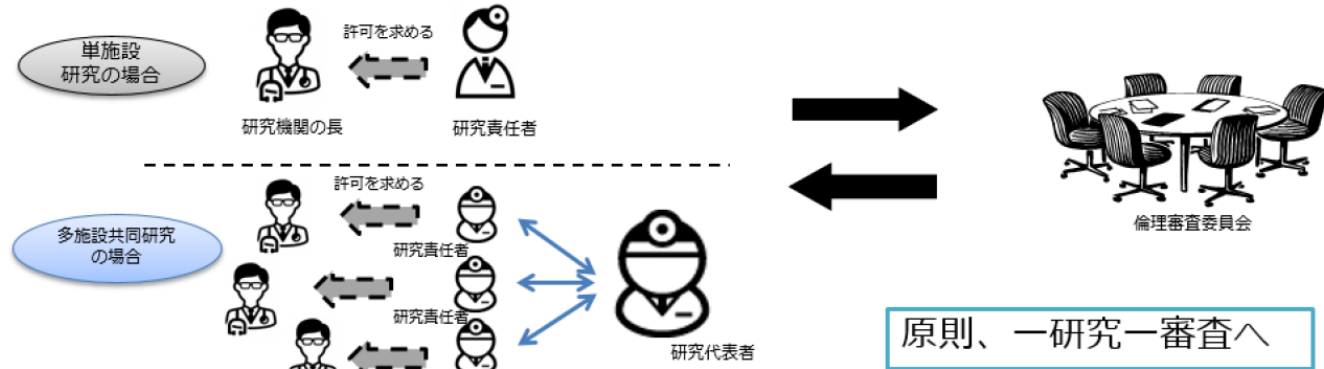 単施設
研究の場合
許可を求める
研究機関の長
研究責任者
多施設共同研究
の場合
許可を求める
研究責任者
研究責任者
研究代表者
倫理審査委員会
原則、一研究一審査へ